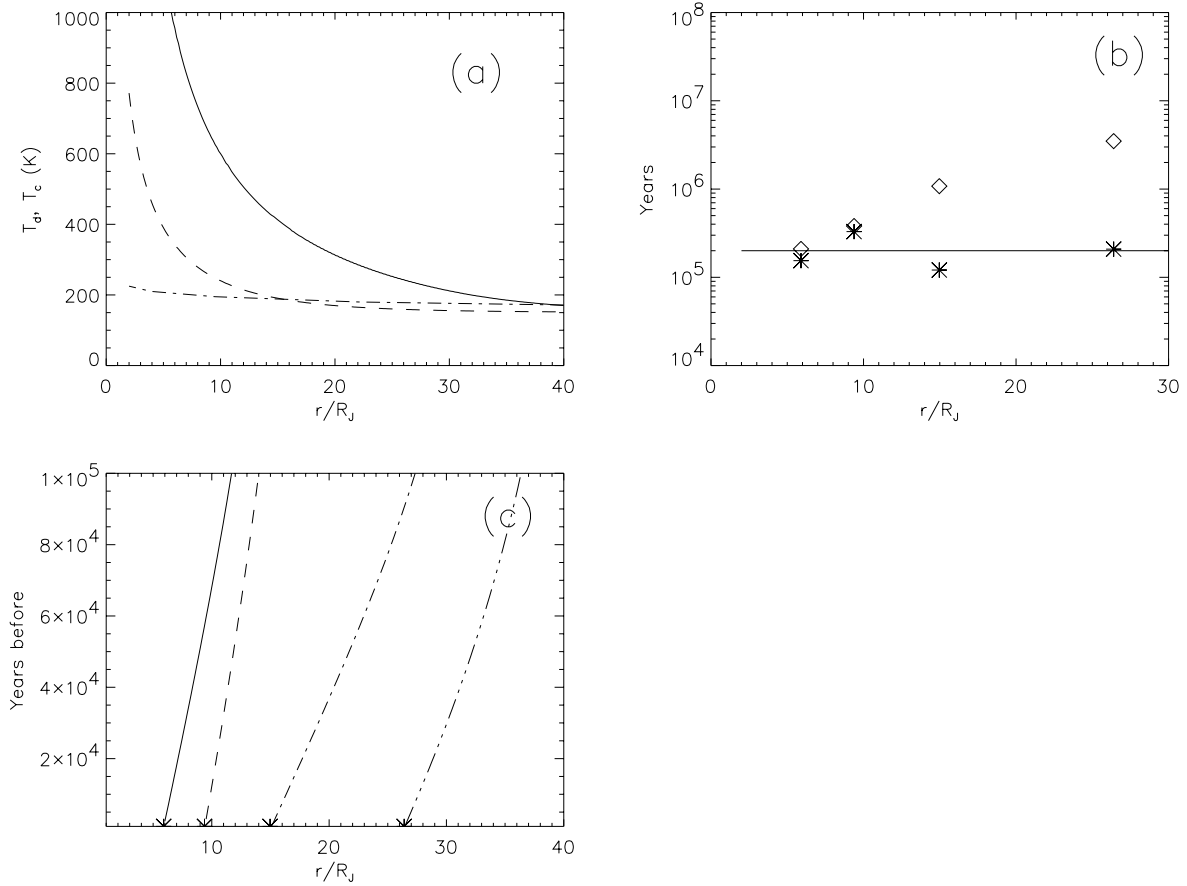 (a)
1000
800
600
400
200
0
T_d, T_c (K)
0 10 20 30 40
r/R_J
(b)
10^8
10^7
10^6
10^5
10^4
Years
0 10 20 30
r/R_J
(c)
1×10^5
8×10^4
6×10^4
4×10^4
2×10^4
Years before
10 20 30 40
r/R_J